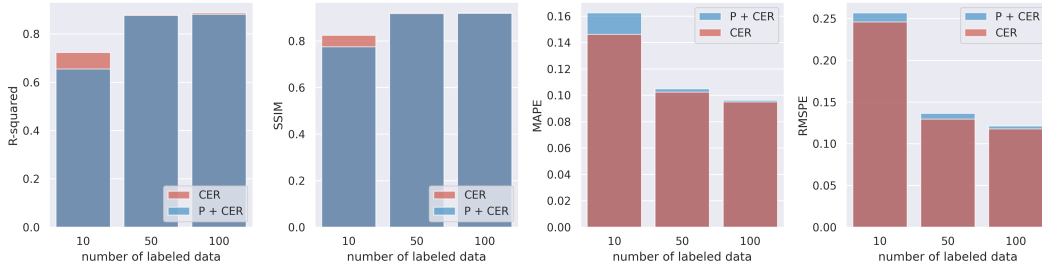 R-squared
0.8
0.6
0.4
0.2
0.0
10 50 100
number of labeled data
CER
P + CER
SSIM
0.8
0.6
0.4
0.2
0.0
10 50 100
number of labeled data
CER
P + CER
MAPE
0.16
0.14
0.12
0.10
0.08
0.06
0.04
0.02
0.00
10 50 100
number of labeled data
P + CER
CER
RMSPE
0.25
0.20
0.15
0.10
0.05
0.00
10 50 100
number of labeled data
P + CER
CER